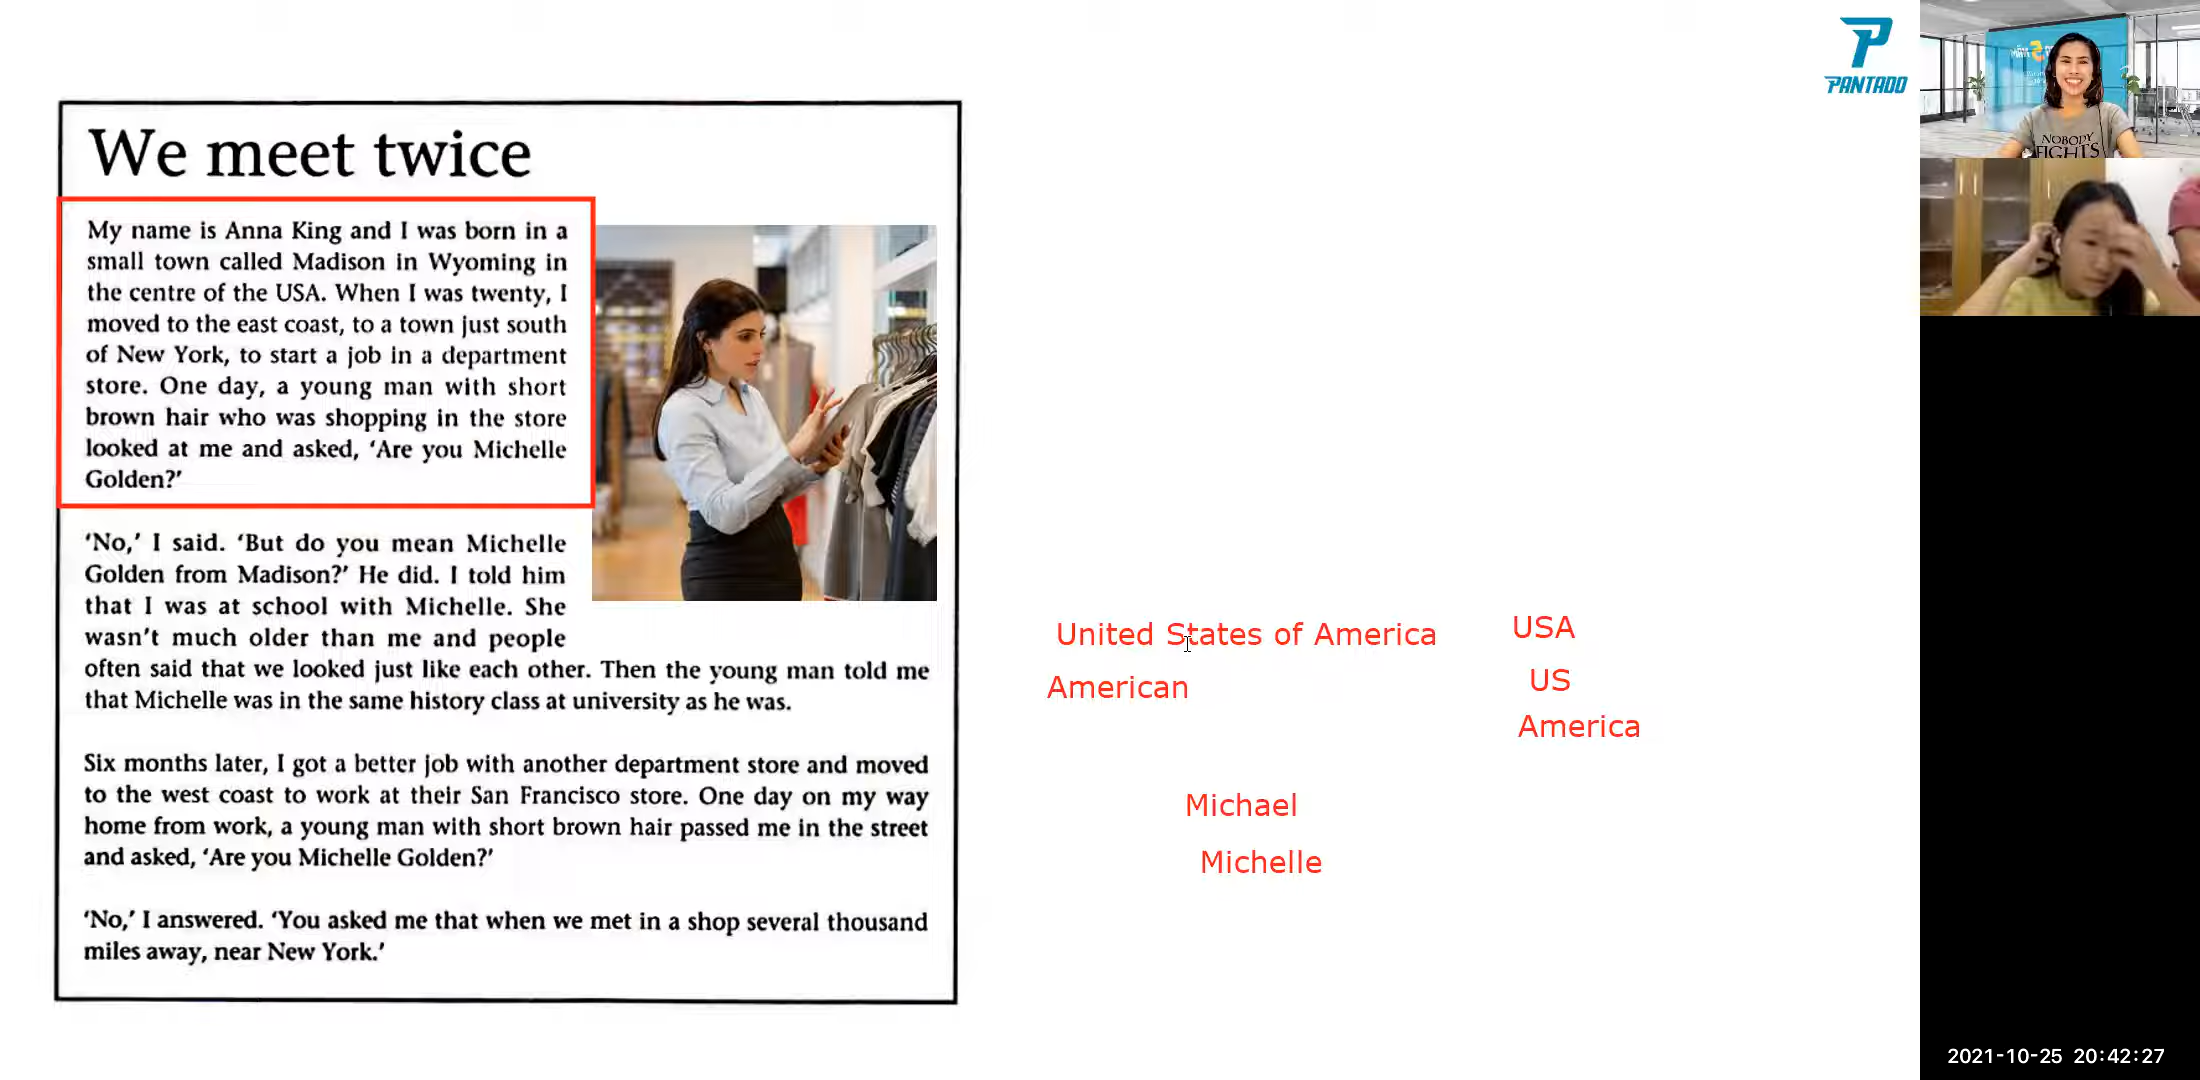 We meet twice
My name is Anna King and I was born in a
small town called Madison in Wyoming in
the centre of the USA. When I was twenty, I
moved to the east coast, to a town just south
of New York, to start a job in a department
store. One day, a young man with short
brown hair who was shopping in the store
looked at me and asked, ‘Are you Michelle
Golden?’
‘No,’ I said. ‘But do you mean Michelle
Golden from Madison?’ He did. I told him
that I was at school with Michelle. She
wasn’t much older than me and people
often said that we looked just like each other. Then the young man told me
that Michelle was in the same history class at university as he was.
Six months later, I got a better job with another department store and moved
to the west coast to work at their San Francisco store. One day on my way
home from work, a young man with short brown hair passed me in the street
and asked, ‘Are you Michelle Golden?’
‘No,’ I answered. ‘You asked me that when we met in a shop several thousand
miles away, near New York.’
United States of America
USA
American
US
America
Michael
Michelle
PANTADO
NOBODY
FIGHTS
2021-10-25 20:42:27